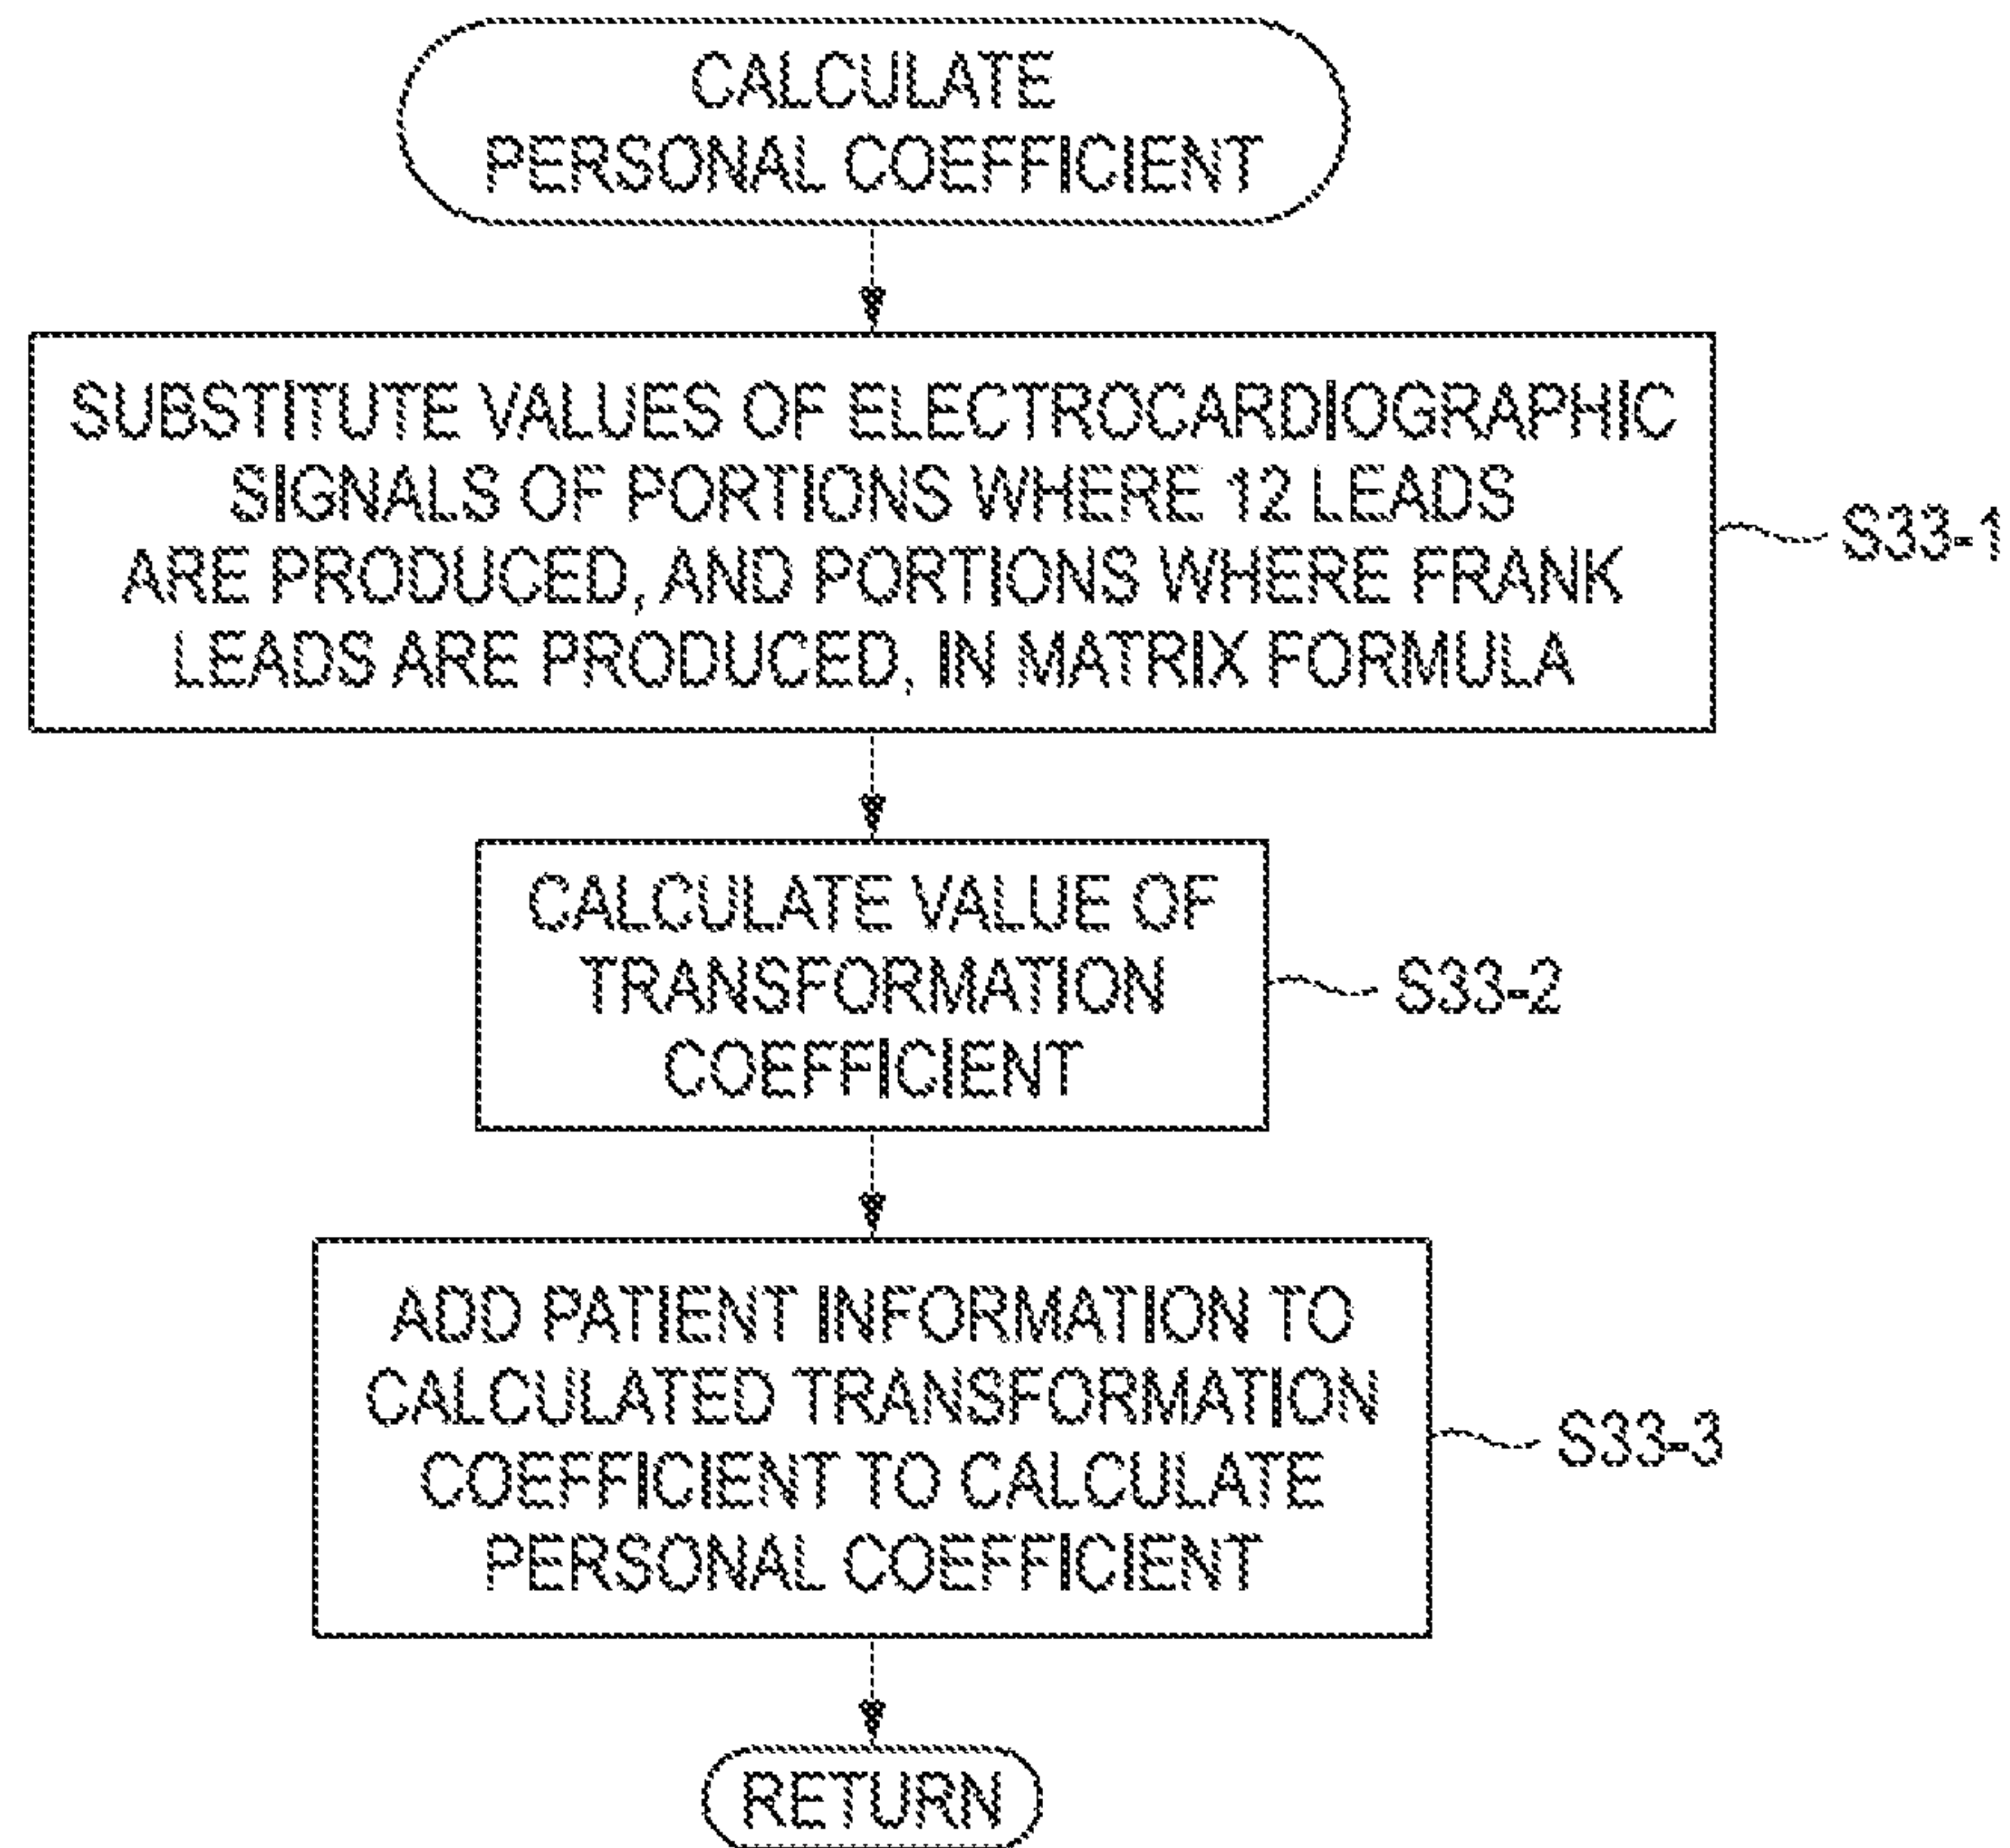 CALCULATE
PERSONAL COEFFICIENT
SUBSTITUTE VALUES OF ELECTROCARDIOGRAPHIC
SIGNALS OF PORTIONS WHERE 12 LEADS
ARE PRODUCED, AND PORTIONS WHERE FRANK
LEADS ARE PRODUCED, IN MATRIX FORMULA
S33-1
CALCULATE VALUE OF
TRANSFORMATION
COEFFICIENT
S33-2
ADD PATIENT INFORMATION TO
CALCULATED TRANSFORMATION
COEFFICIENT TO CALCULATE
PERSONAL COEFFICIENT
S33-3
RETURN